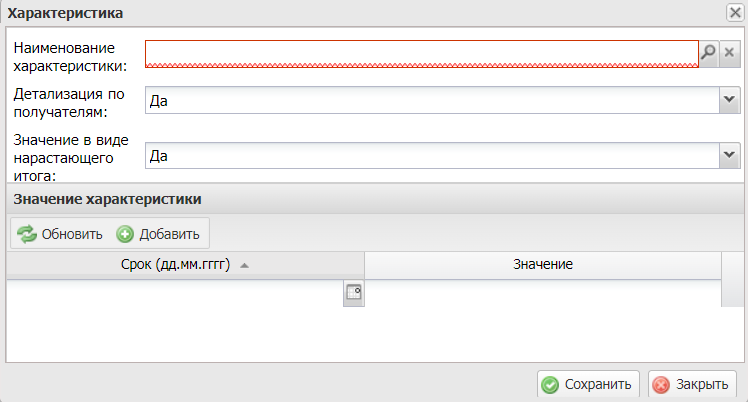 Характеристика
Наименование
характеристики:
Детализация по
получателям:
Да
Значение в виде
нарастающего
итога:
Да
Значение характеристики
Обновить Добавить
Срок (дд.мм.гггг) Значение
Сохранить Закрыть